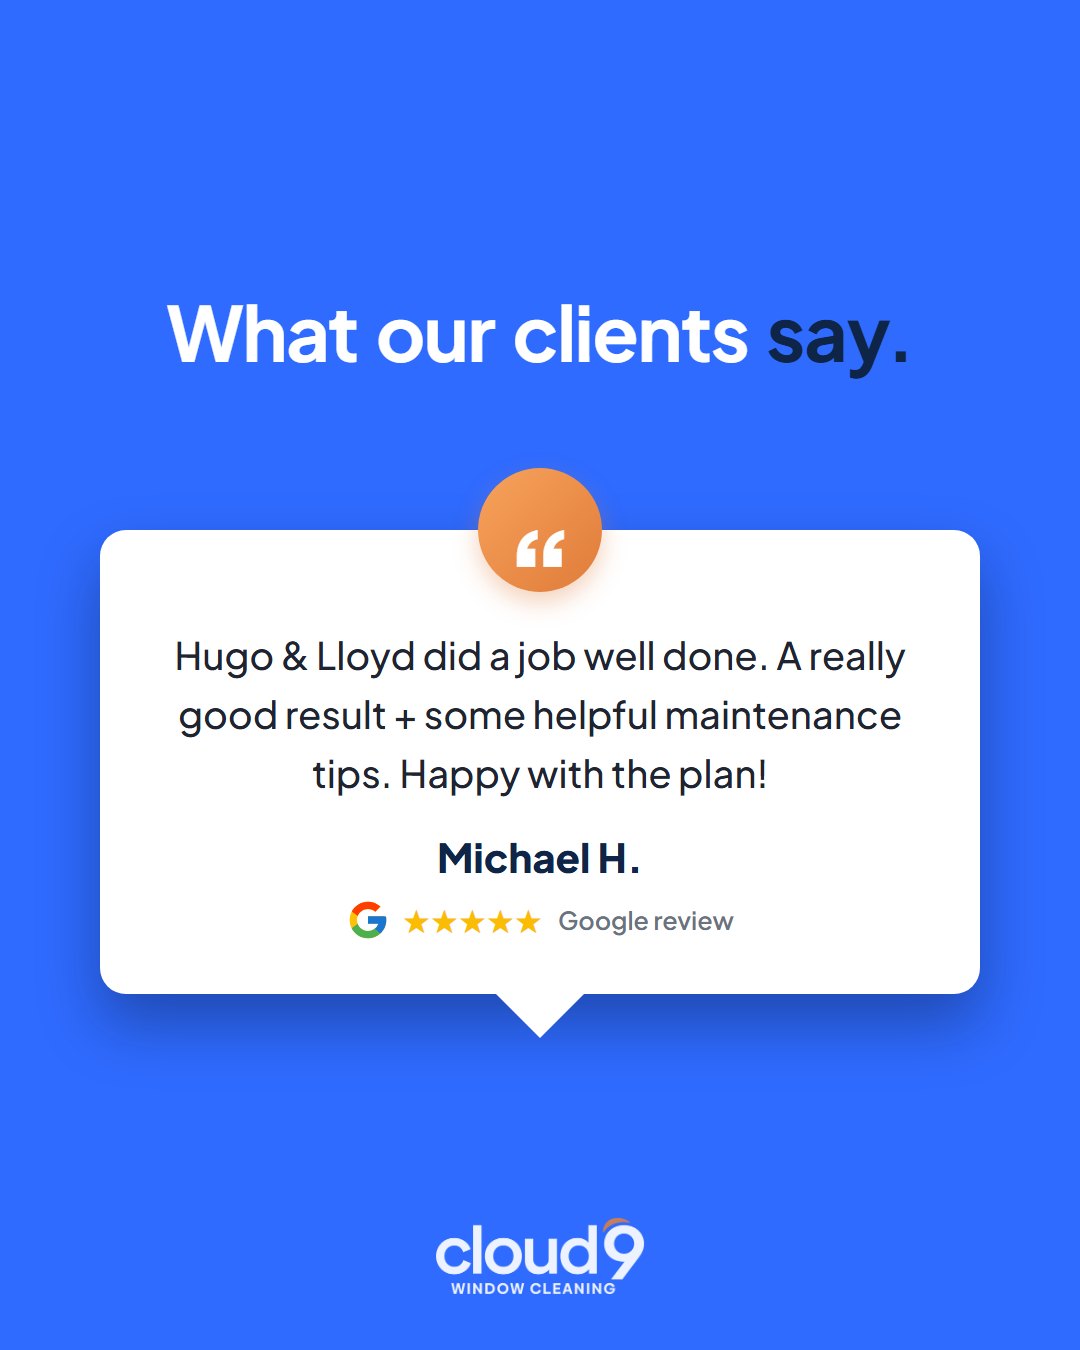 What our clients say.
“
Hugo & Lloyd did a job well done. A really
good result + some helpful maintenance
tips. Happy with the plan!
Michael H.
G ★★★★★ Google review
cloud9
WINDOW CLEANING